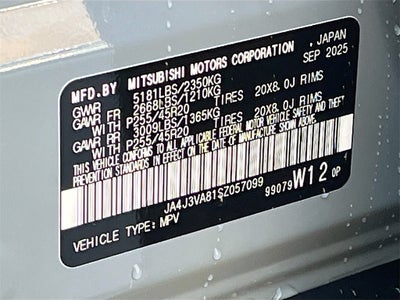 MFD.BY MITSUBISHI MOTORS CORPORATION , JAPAN
GVWR 5181LBS/2350KG SEP 2025
GAWR 2668LBS/1210KG
FR WITH P255/45R20 TIRES 20X8.0J RIMS
GAWR 3009LBS/1365KG
RR WITH P255/45R20 TIRES 20X8.0J RIMS
THIS VEHICLE CONFORMS TO ALL APPLICABLE FEDERAL MOTOR VEHICLE SAFETY AND THEFT
PREVENTION STANDARDS IN EFFECT ON THE DATE OF MANUFACTURE SHOWN ABOVE.
JA4J3VA81SZ057099
99079 W12 0P
VEHICLE TYPE: MPV